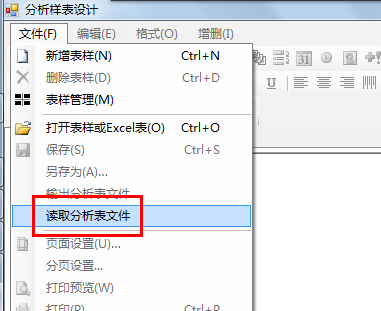 分析样表设计
文件(F) 编辑(E) 格式(O) 增删(I)
新增表样(N) Ctrl+N
删除表样(D) Ctrl+D
表样管理(M)
打开表样或Excel表(O) Ctrl+O
保存(S) Ctrl+S
另存为(A)...
输出分析表文件
读取分析表文件
页面设置(U)...
分页设置...
打印预览(W)
打印(P) Ctrl+P